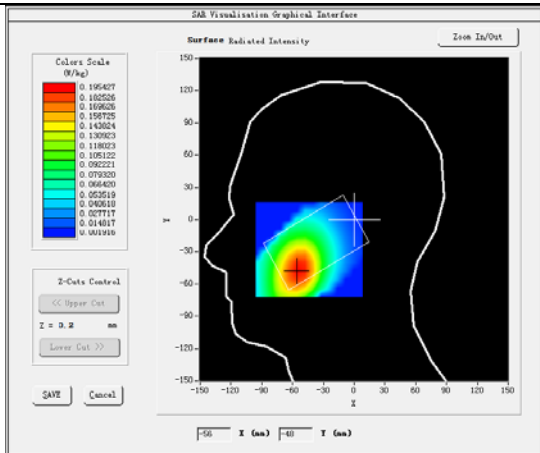 SAR Visualisation Graphical Interface
Surface Radiated Intensity
Zoom In/Out
Colors Scale
(W/kg)
0.195427
0.182526
0.169626
0.156725
0.143824
0.130923
0.118023
0.105122
0.092221
0.079320
0.066420
0.053519
0.040618
0.027717
0.014817
0.001916
Z-Cuts Control
<< Upper Cut
Z = 0.2 mm
Lower Cut >>
SAVE
Cancel
150
120
90
60
30
0
-30
-60
-90
-120
-150
Y
-150 -120 -90 -60 -30 0 30 60 90 120 150
X
-56 X (mm) -48 Y (mm)